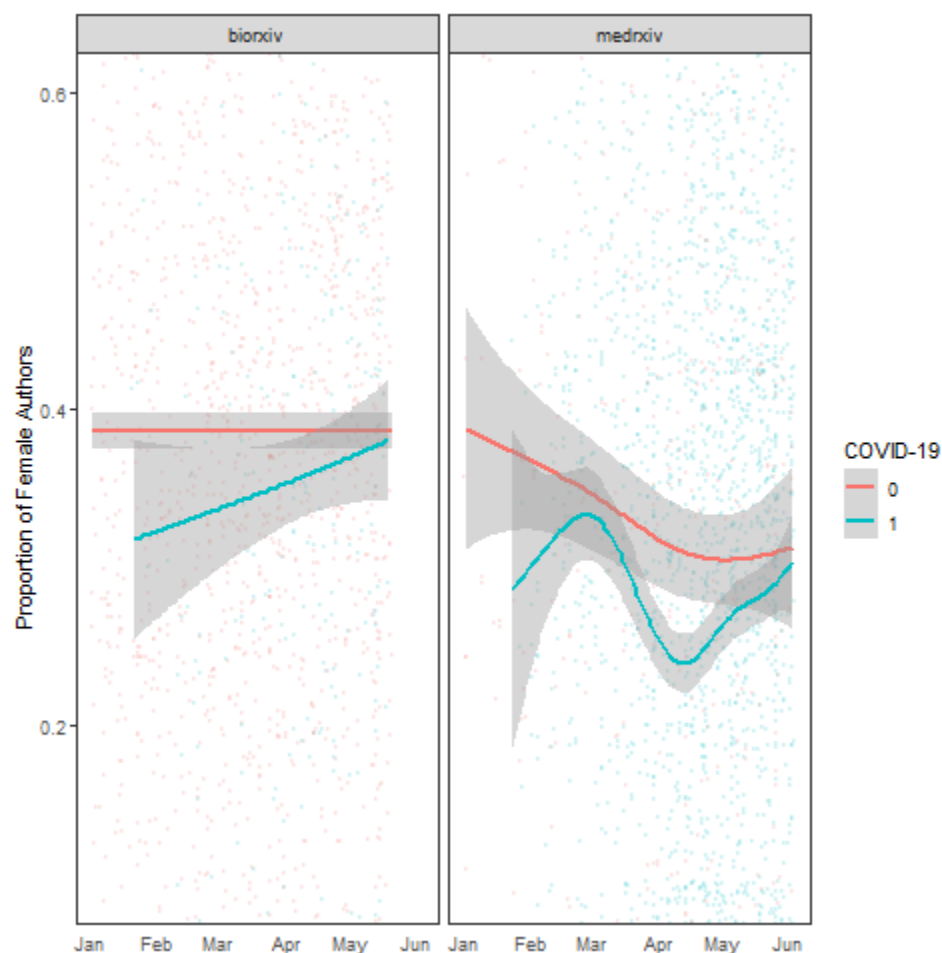 biorxiv
medrxiv
Proportion of Female Authors
0.6
0.4
0.2
Jan Feb Mar Apr May Jun
Jan Feb Mar Apr May Jun
COVID-19
0
1